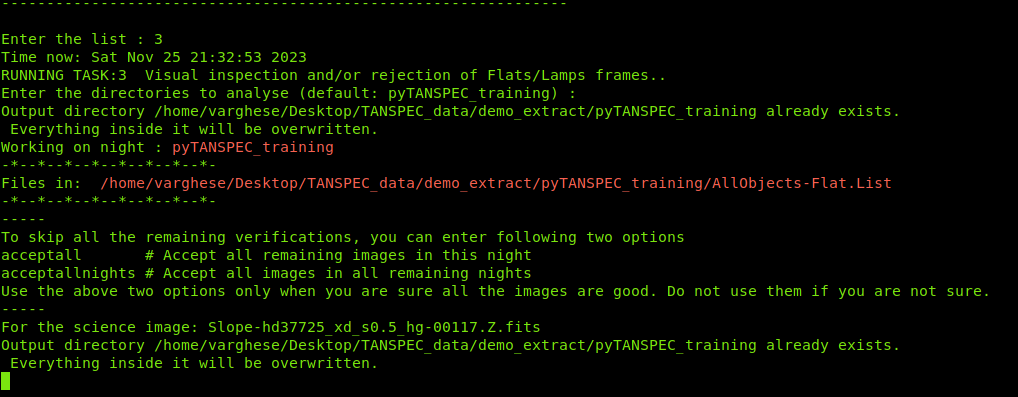 ---------------------------------------------------------------
Enter the list : 3
Time now: Sat Nov 25 21:32:53 2023
RUNNING TASK:3  Visual inspection and/or rejection of Flats/Lamps frames..
Enter the directories to analyse (default: pyTANSPEC_training) :
Output directory /home/varghese/Desktop/TANSPEC_data/demo_extract/pyTANSPEC_training already exists.
 Everything inside it will be overwritten.
Working on night : pyTANSPEC_training
-*--*--*--*--*--*--*--*-
Files in:  /home/varghese/Desktop/TANSPEC_data/demo_extract/pyTANSPEC_training/AllObjects-Flat.List
-*--*--*--*--*--*--*--*-
-----
To skip all the remaining verifications, you can enter following two options
acceptall       # Accept all remaining images in this night
acceptallnights # Accept all images in all remaining nights
Use the above two options only when you are sure all the images are good. Do not use them if you are not sure.
-----
For the science image: Slope-hd37725_xd_s0.5_hg-00117.Z.fits
Output directory /home/varghese/Desktop/TANSPEC_data/demo_extract/pyTANSPEC_training already exists.
 Everything inside it will be overwritten.